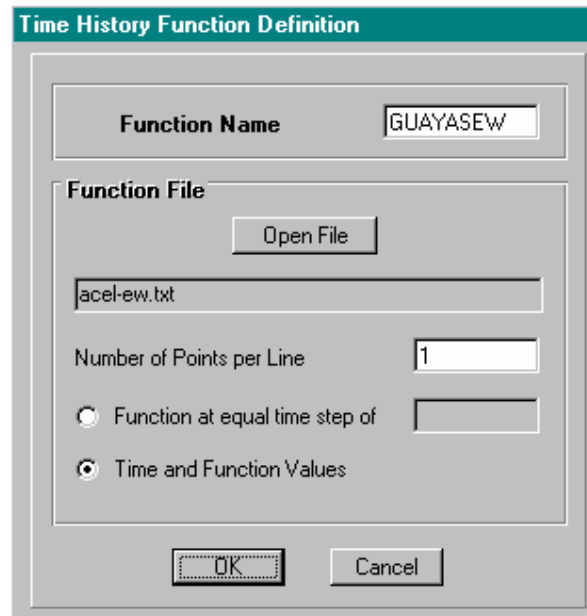 Time History Function Definition
Function Name GUAYASEW
Function File
Open File
acel-ew.txt
Number of Points per Line 1
Function at equal time step of
Time and Function Values
OK Cancel